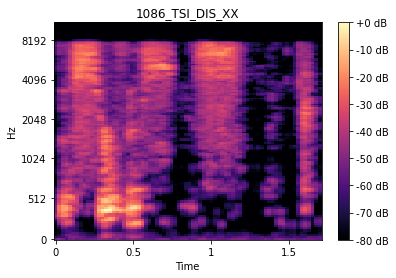 1086_TSI_DIS_XX
Hz
8192
4096
2048
1024
512
0
0
0.5
1
1.5
Time
+0 dB
-10 dB
-20 dB
-30 dB
-40 dB
-50 dB
-60 dB
-70 dB
-80 dB